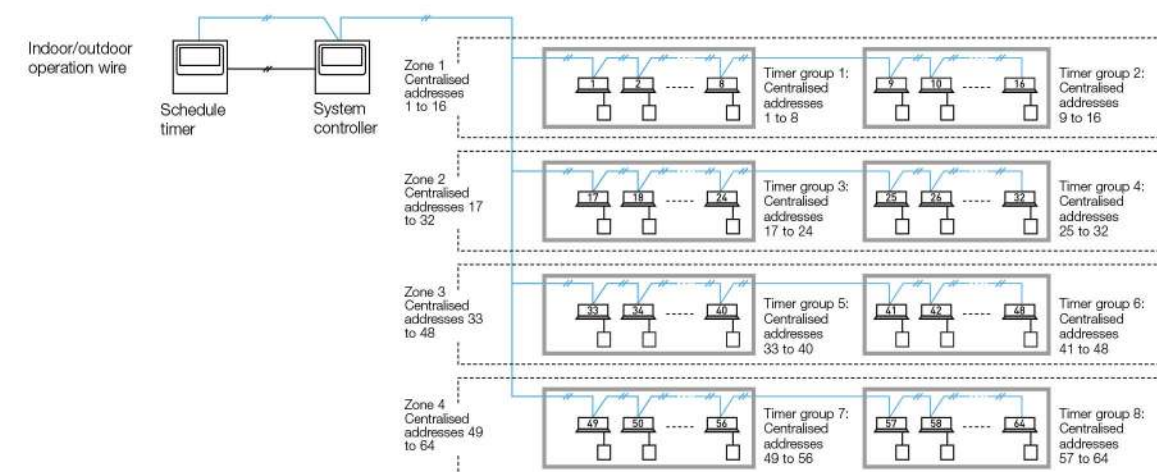 Indoor/outdoor
operation wire
Schedule
timer
System
controller
Zone 1
Centralised
addresses
1 to 16
1
2
8
Timer group 1:
Centralised
addresses
1 to 8
9
10
16
Timer group 2:
Centralised
addresses
9 to 16
Zone 2
Centralised
addresses 17
to 32
17
18
24
Timer group 3:
Centralised
addresses
17 to 24
25
26
32
Timer group 4:
Centralised
addresses
25 to 32
Zone 3
Centralised
addresses 33
to 48
33
34
40
Timer group 5:
Centralised
addresses
33 to 40
41
42
48
Timer group 6:
Centralised
addresses
41 to 48
Zone 4
Centralised
addresses 49
to 64
49
50
56
Timer group 7:
Centralised
addresses
49 to 56
57
58
64
Timer group 8:
Centralised
addresses
57 to 64